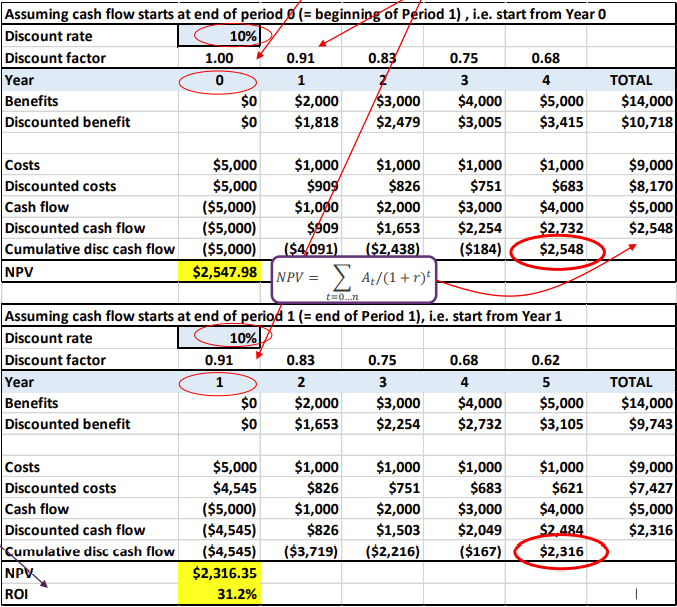 Assuming cash flow starts at end of period 0 (= beginning of Period 1) , i.e. start from Year 0
Discount rate 10%
Discount factor 1.00 0.91 0.83 0.75 0.68
Year 0 1 2 3 4 TOTAL
Benefits $0 $2,000 $3,000 $4,000 $5,000 $14,000
Discounted benefit $0 $1,818 $2,479 $3,005 $3,415 $10,718
Costs $5,000 $1,000 $1,000 $1,000 $1,000 $9,000
Discounted costs $5,000 $909 $826 $751 $683 $8,170
Cash flow ($5,000) $1,000 $2,000 $3,000 $4,000 $5,000
Discounted cash flow ($5,000) $909 $1,653 $2,254 $2,732 $2,548
Cumulative disc cash flow ($5,000) ($4,091) ($2,438) ($184) $2,548
NPV $2,547.98
NPV = ∑ t=0…n A_t/(1 + r)^t
Assuming cash flow starts at end of period 1 (= end of Period 1), i.e. start from Year 1
Discount rate 10%
Discount factor 0.91 0.83 0.75 0.68 0.62
Year 1 2 3 4 5 TOTAL
Benefits $0 $2,000 $3,000 $4,000 $5,000 $14,000
Discounted benefit $0 $1,653 $2,254 $2,732 $3,105 $9,743
Costs $5,000 $1,000 $1,000 $1,000 $1,000 $9,000
Discounted costs $4,545 $826 $751 $683 $621 $7,427
Cash flow ($5,000) $1,000 $2,000 $3,000 $4,000 $5,000
Discounted cash flow ($4,545) $826 $1,503 $2,049 $2,484 $2,316
Cumulative disc cash flow ($4,545) ($3,719) ($2,216) ($167) $2,316
NPV $2,316.35
ROI 31.2%